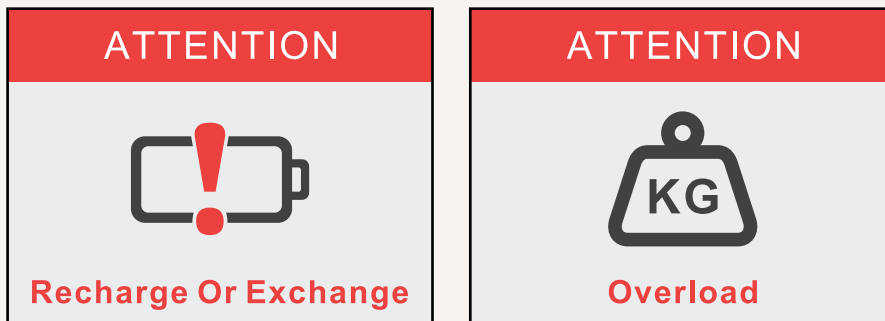 ATTENTION
Recharge Or Exchange
ATTENTION
KG
Overload